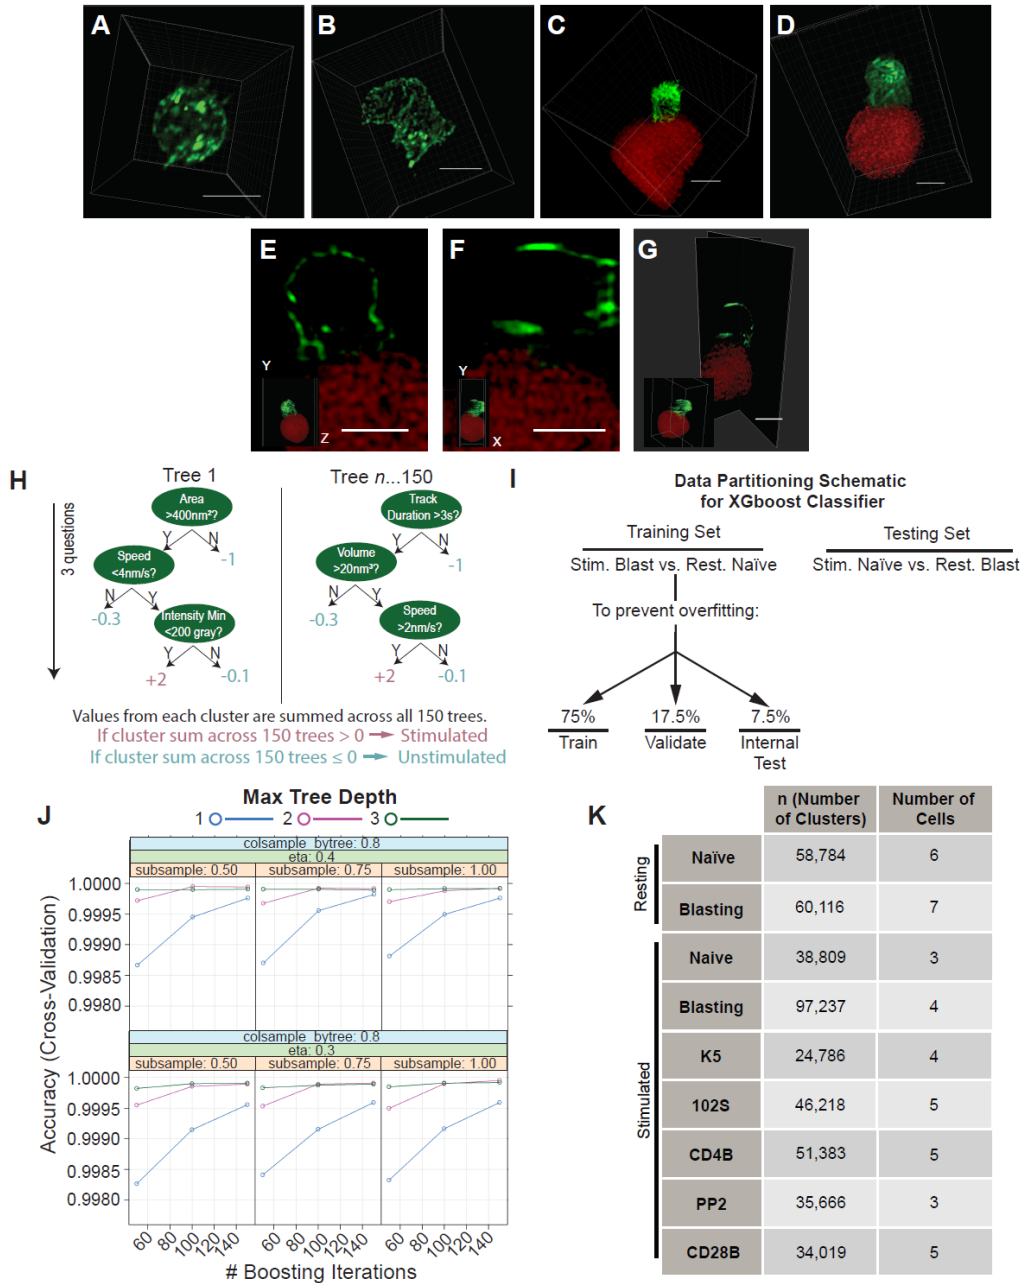 A
B
C
D
E
F
G
Y
Z
Y
X
H
Tree 1
Tree n...150
3 questions
Area
>400nm²?
Y
N
-1
Speed
<4nm/s?
N
Y
-0.3
Intensity Min
<200 gray?
Y
N
+2
-0.1
Track
Duration >3s?
Y
N
-1
Volume
>20nm³?
N
Y
-0.3
Speed
>2nm/s?
Y
N
+2
-0.1
Values from each cluster are summed across all 150 trees.
If cluster sum across 150 trees > 0 → Stimulated
If cluster sum across 150 trees ≤ 0 → Unstimulated
I
Data Partitioning Schematic
for XGboost Classifier
Training Set
Testing Set
Stim. Blast vs. Rest. Naïve
Stim. Naïve vs. Rest. Blast
To prevent overfitting:
75%
17.5%
7.5%
Train
Validate
Internal
Test
J
Max Tree Depth
1
2
3
colsample_bytree: 0.8
eta: 0.4
subsample: 0.50
subsample: 0.75
subsample: 1.00
1.0000
0.9995
0.9990
0.9985
0.9980
colsample_bytree: 0.8
eta: 0.3
subsample: 0.50
subsample: 0.75
subsample: 1.00
1.0000
0.9995
0.9990
0.9985
0.9980
Accuracy (Cross-Validation)
60
80
100
120
140
60
80
100
120
140
60
80
100
120
140
# Boosting Iterations
K
n (Number
of Clusters)
Number of
Cells
Resting
Naïve 58,784 6
Blasting 60,116 7
Stimulated
Naive 38,809 3
Blasting 97,237 4
K5 24,786 4
102S 46,218 5
CD4B 51,383 5
PP2 35,666 3
CD28B 34,019 5